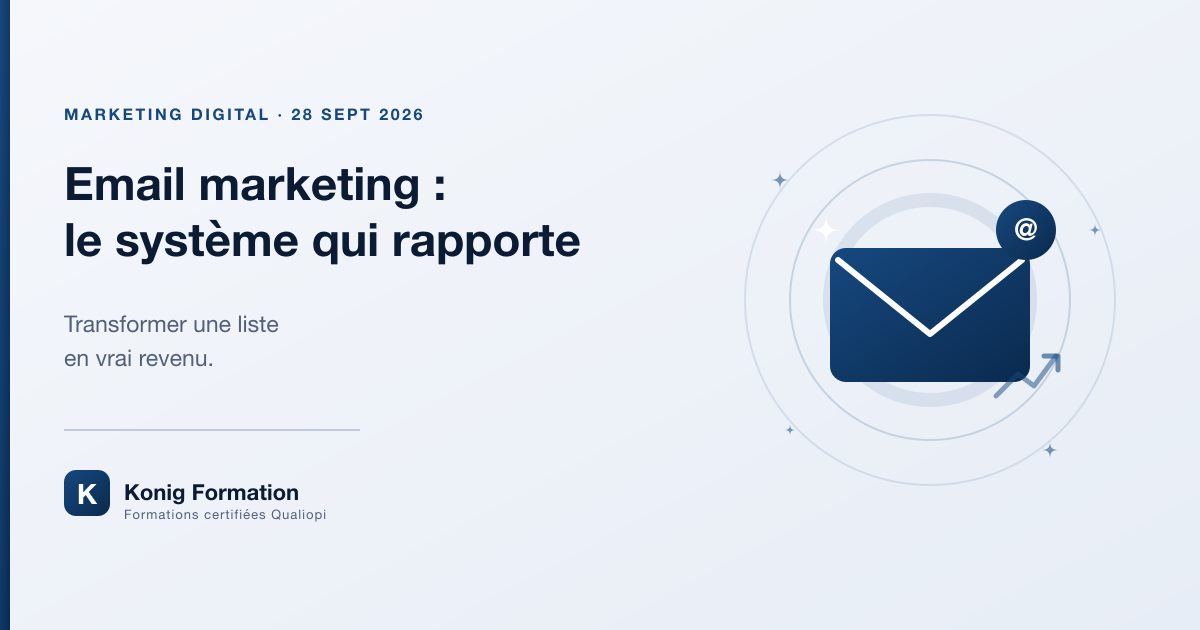 MARKETING DIGITAL · 28 SEPT 2026
Email marketing :
le système qui rapporte
Transformer une liste
en vrai revenu.
K
Konig Formation
Formations certifiées Qualiopi
@